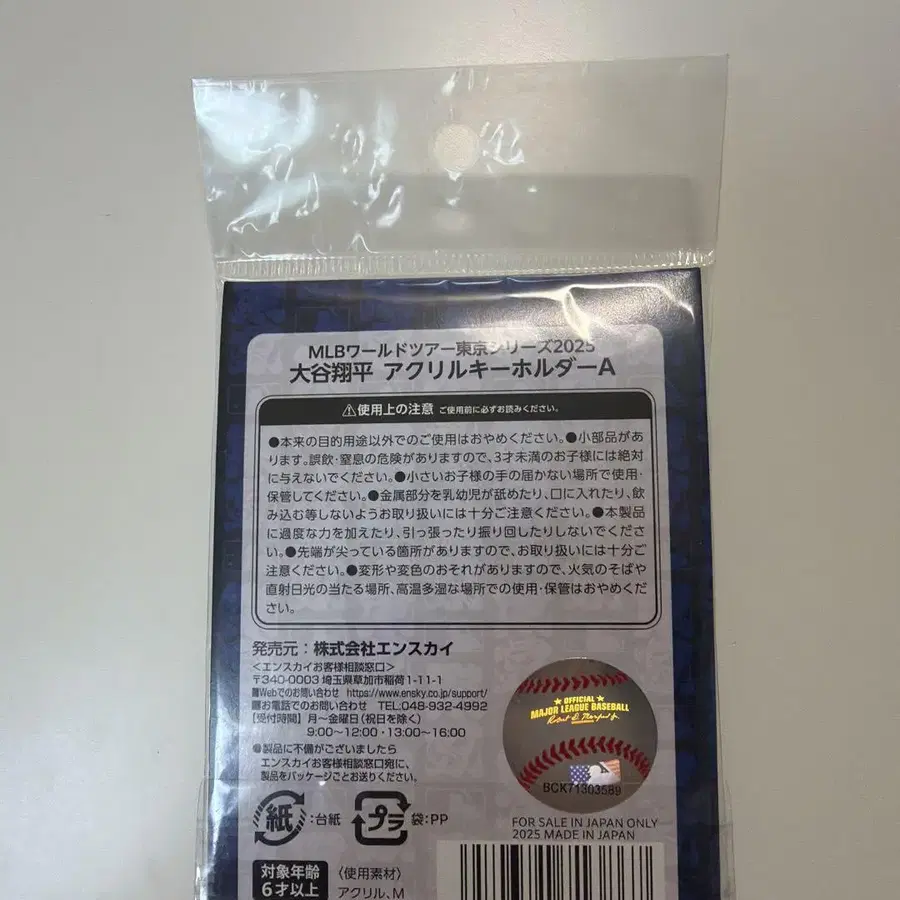 MLBワールドツアー東京シリーズ2025
大谷翔平 アクリルキーホルダーA
⚠使用上の注意 ご使用前に必ずお読みください。
●本来の目的用途以外でのご使用はおやめください。●小部品があ
ります。誤飲・窒息の危険がありますので、3才未満のお子様には絶対
に与えないでください。●小さいお子様の手の届かない場所で使用・
保管してください。●金属部分を乳幼児が舐めたり、口に入れたり、飲
み込む等しないようお取り扱いには十分ご注意ください。●本製品
に過度な力を加えたり、引っ張ったり振り回したりしないでくださ
い。●先端が尖っている箇所がありますので、お取り扱いには十分ご
注意ください。●変形や変色のおそれがありますので、火気のそばや
直射日光の当たる場所、高温多湿な場所での使用・保管はおやめくだ
さい。
発売元：株式会社エンスカイ
＜エンスカイお客様相談窓口＞
〒340-0003 埼玉県草加市稲荷1-11-1
■Webでのお問い合わせ https://www.ensky.co.jp/support/
■お電話でのお問い合わせ TEL:048-932-4992
【受付時間】 月～金曜日(祝日を除く)
9:00～12:00・13:00～16:00
●製品に不備がございましたら
エンスカイお客様相談窓口宛に、
製品をパッケージごとお送りください。
OFFICIAL
MAJOR LEAGUE BASEBALL
BCK71303589
紙 ：台紙 プラ 袋：PP
FOR SALE IN JAPAN ONLY
2025 MADE IN JAPAN
対象年齢
6才以上
〈使用素材〉
アクリル、M